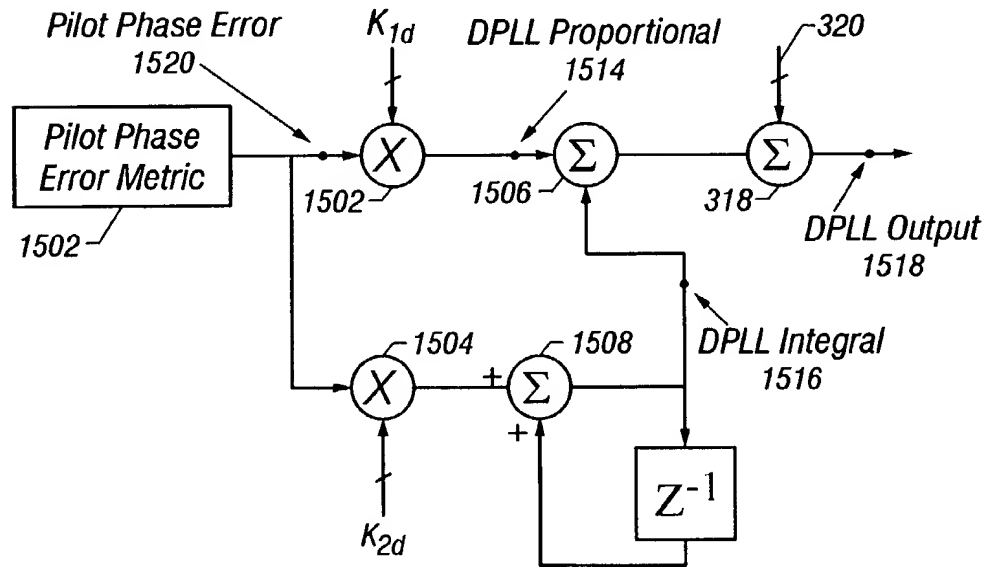 Pilot Phase Error
1520
K1d
DPLL Proportional
1514
320
Pilot Phase
Error Metric
1502
X
1502
Σ
1506
Σ
318
DPLL Output
1518
DPLL Integral
1516
1504
X
K2d
1508
+
Σ
+
Z-1